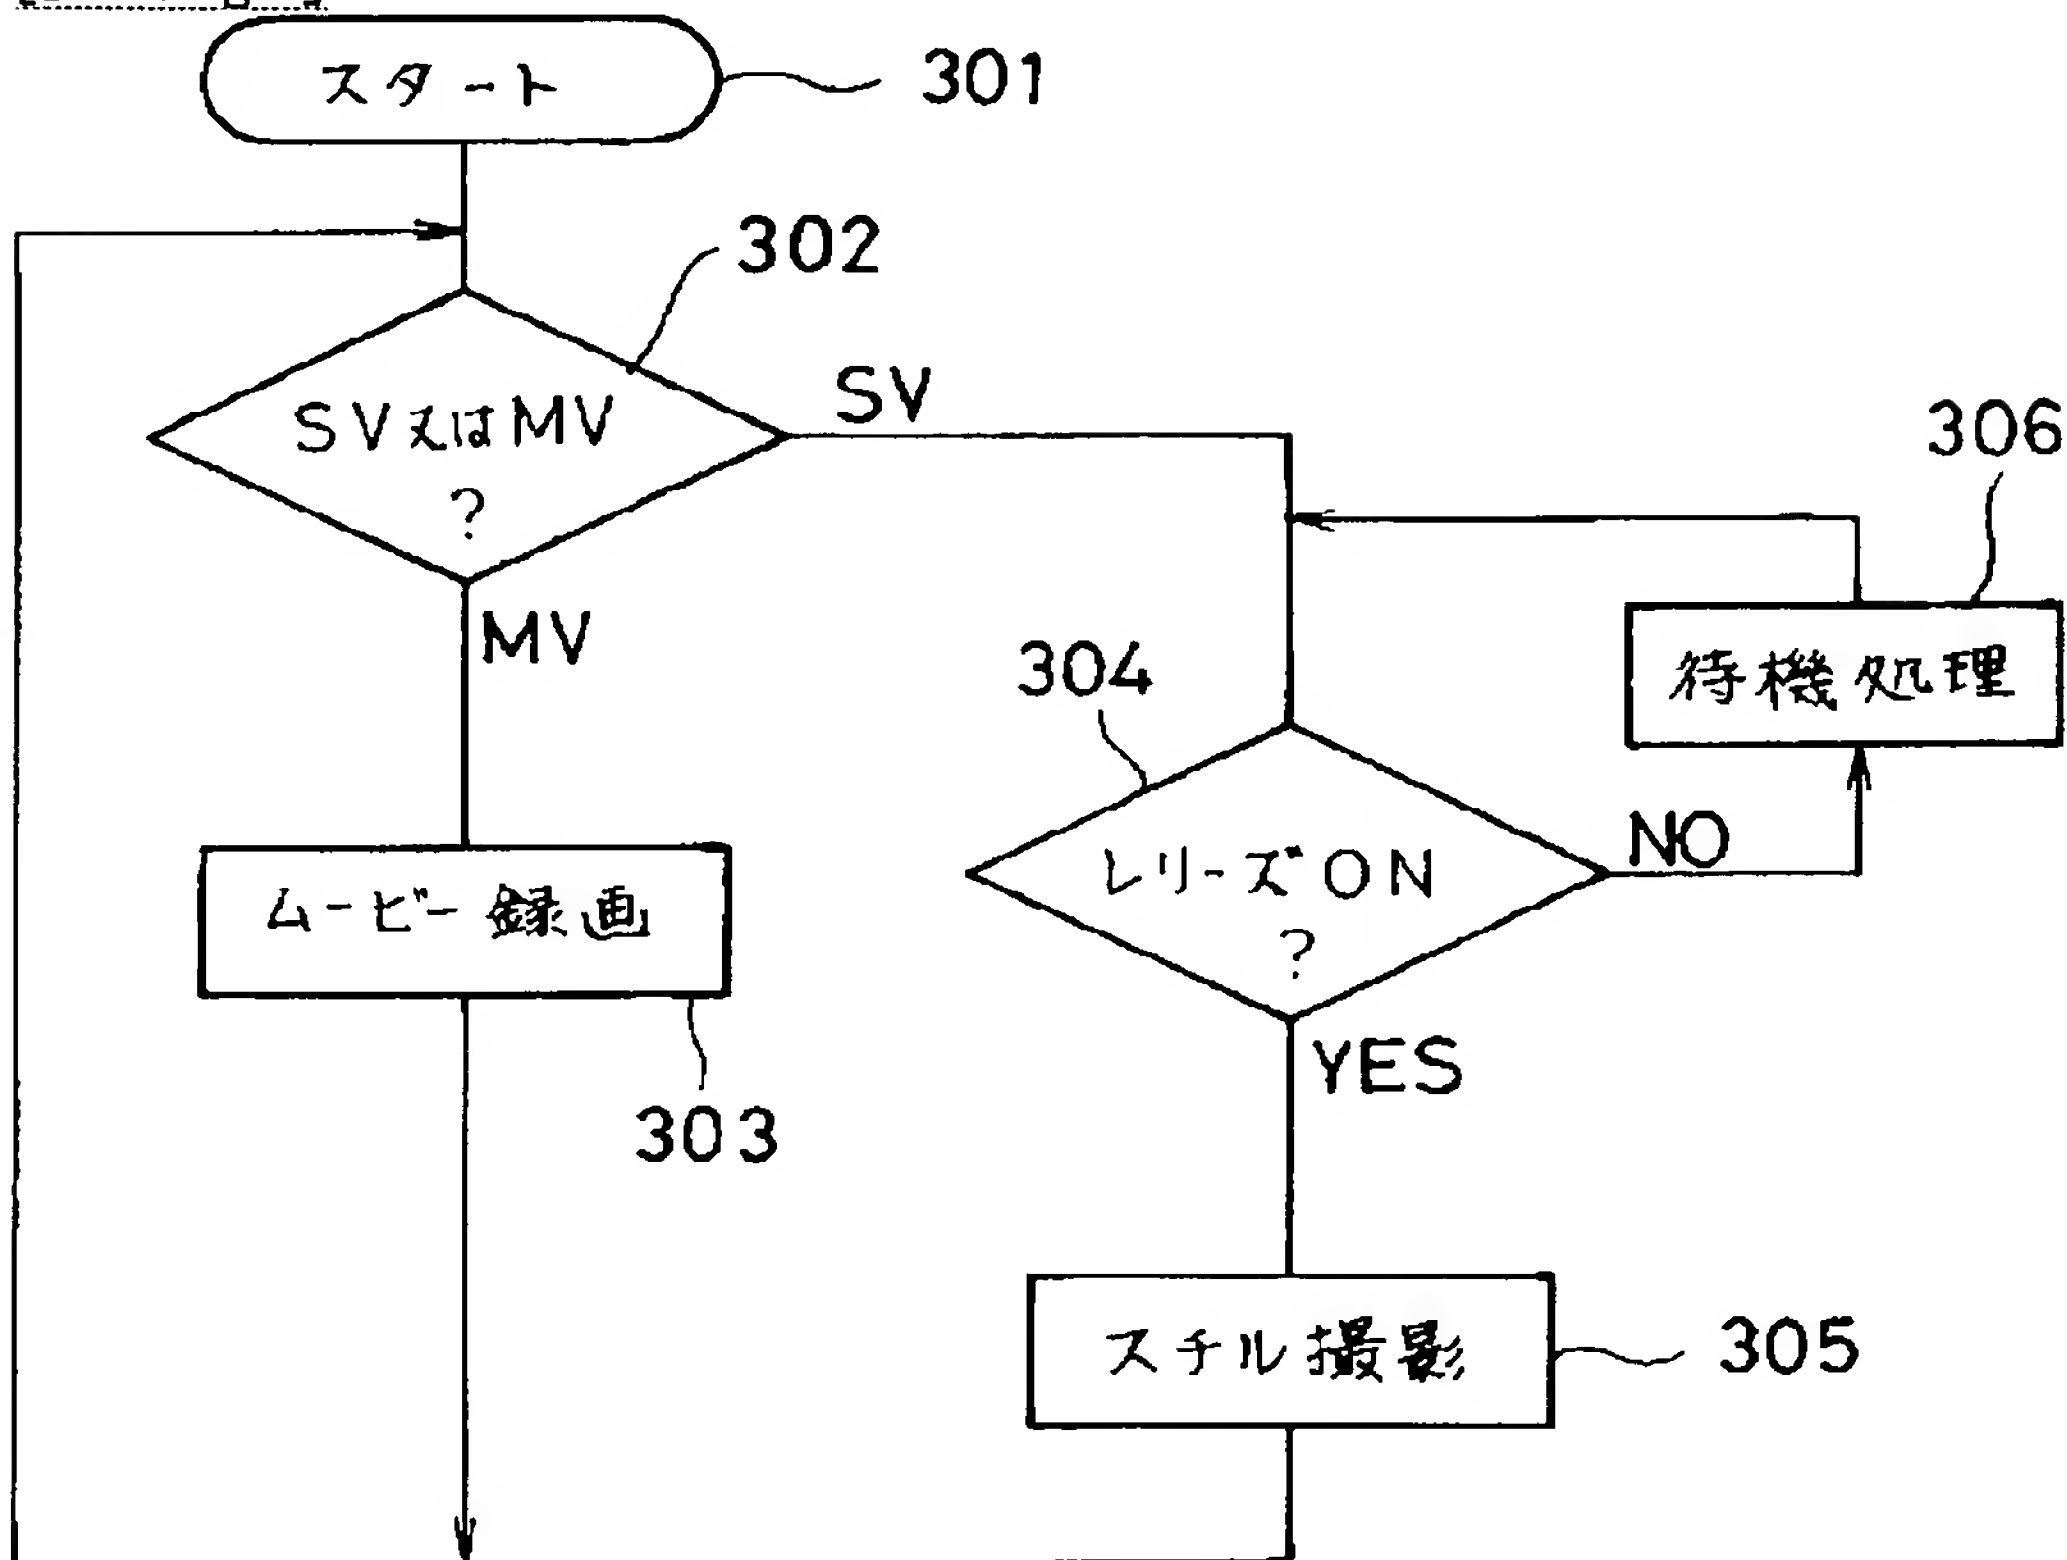 スタート
301
302
SV又はMV
?
SV
MV
306
待機処理
304
レリーズON
?
NO
YES
ムービー録画
303
スチル撮影
305